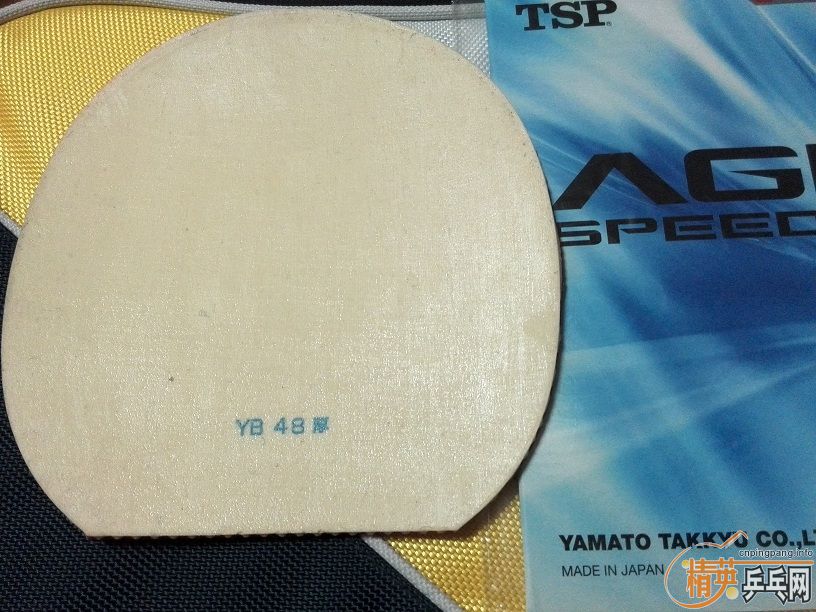 TSP
AGI
SPEED
YB 48 厚
YAMATO TAKKYU CO.,LT
MADE IN JAPAN
cnpingpang.info
精英乒乓网